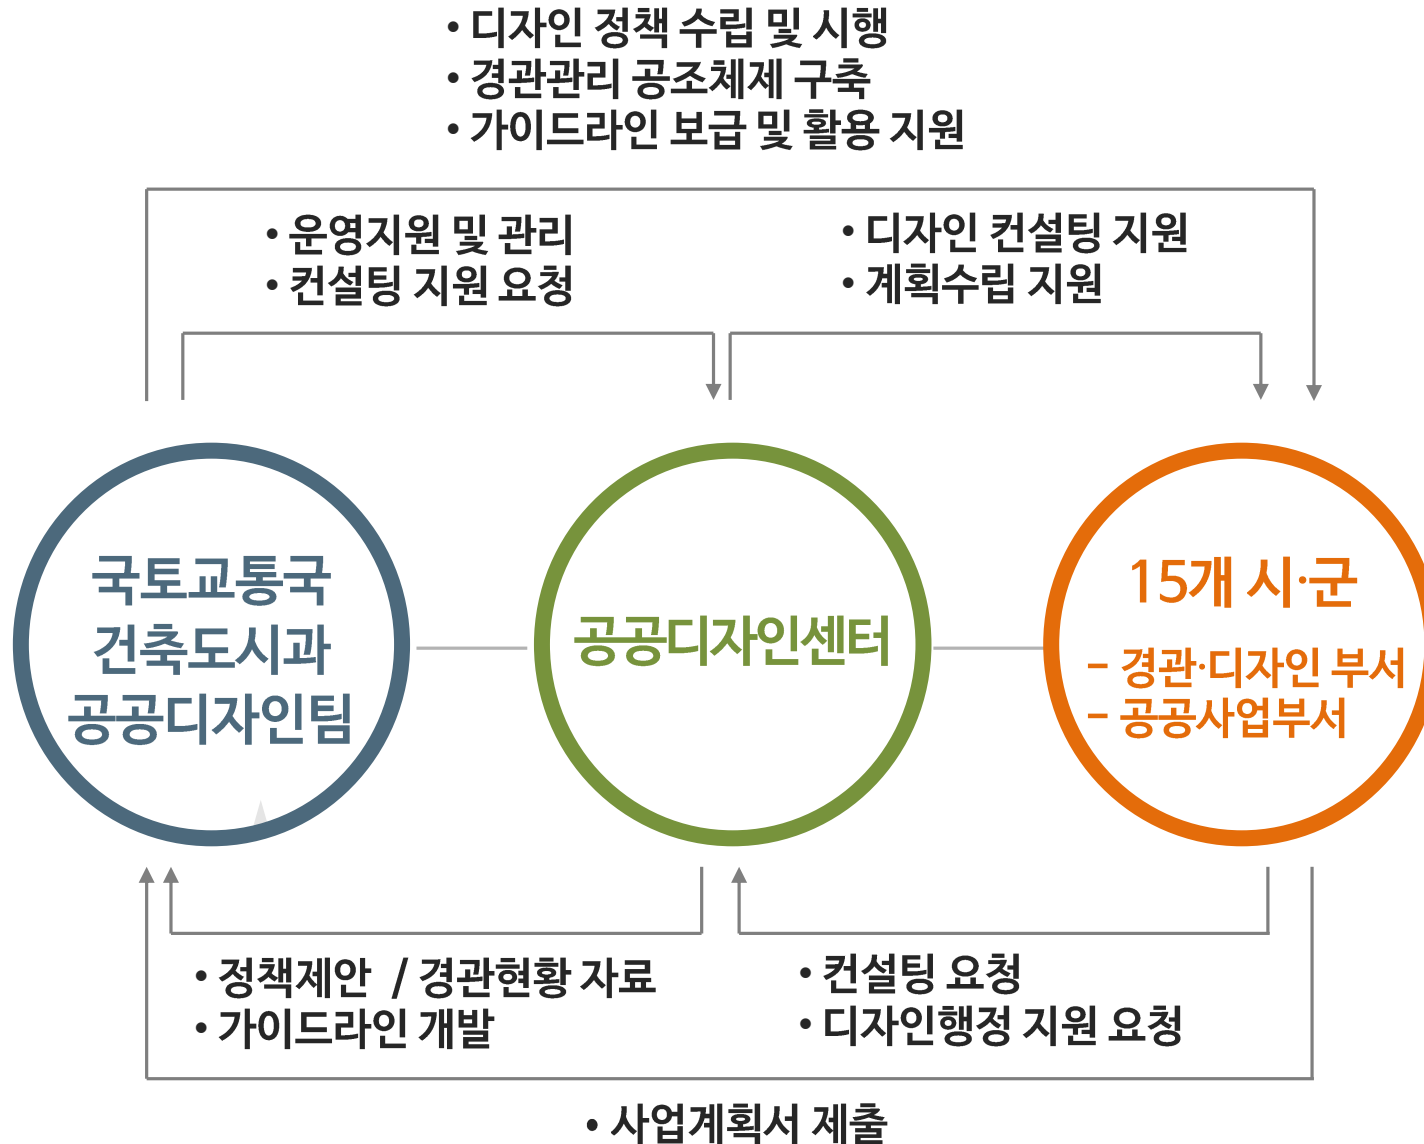 • 디자인 정책 수립 및 시행
• 경관관리 공조체제 구축
• 가이드라인 보급 및 활용 지원
• 운영지원 및 관리
• 컨설팅 지원 요청
• 디자인 컨설팅 지원
• 계획수립 지원
국토교통국
건축도시과
공공디자인팀
공공디자인센터
15개 시·군
- 경관·디자인 부서
- 공공사업부서
• 정책제안 / 경관현황 자료
• 가이드라인 개발
• 컨설팅 요청
• 디자인행정 지원 요청
• 사업계획서 제출